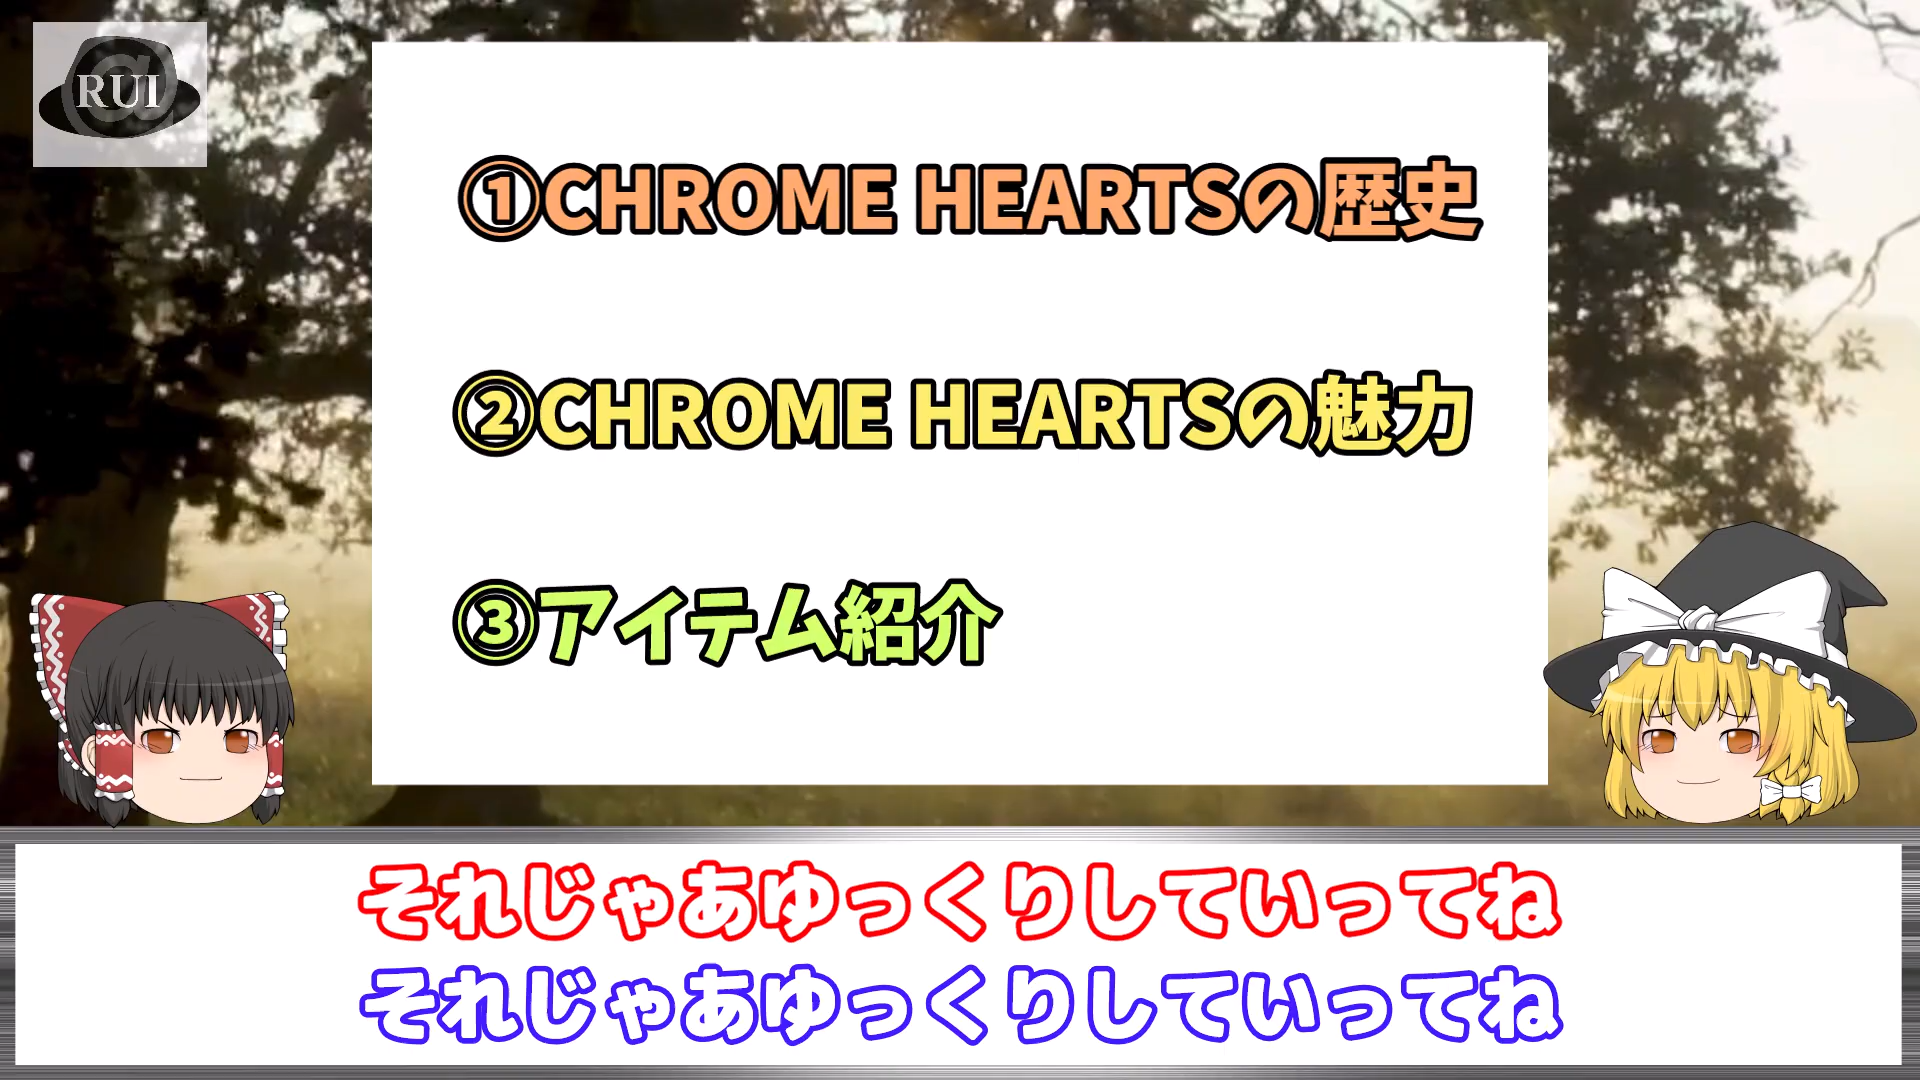 @
RUI
①CHROME HEARTSの歴史
②CHROME HEARTSの魅力
③アイテム紹介
それじゃあゆっくりしていってね
それじゃあゆっくりしていってね